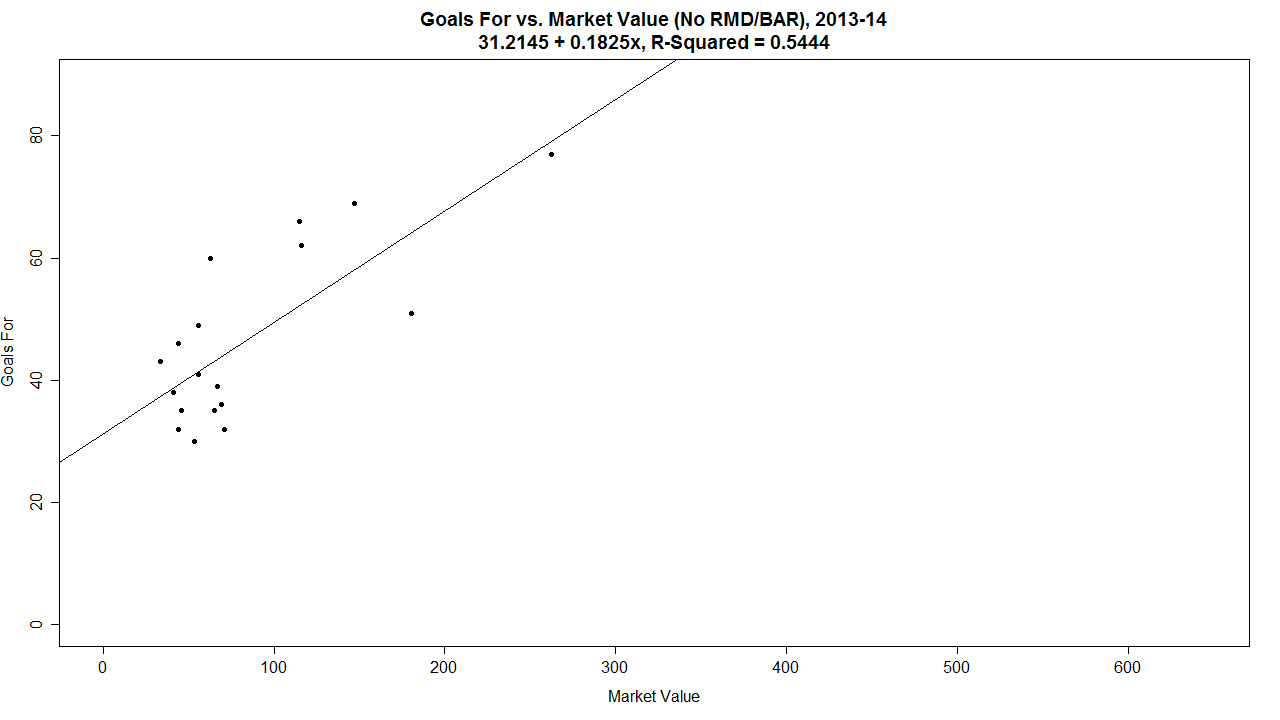 Goals For vs. Market Value (No RMD/BAR), 2013-14
31.2145 + 0.1825x, R-Squared = 0.5444
Goals For
80
60
40
20
0
0 100 200 300 400 500 600
Market Value